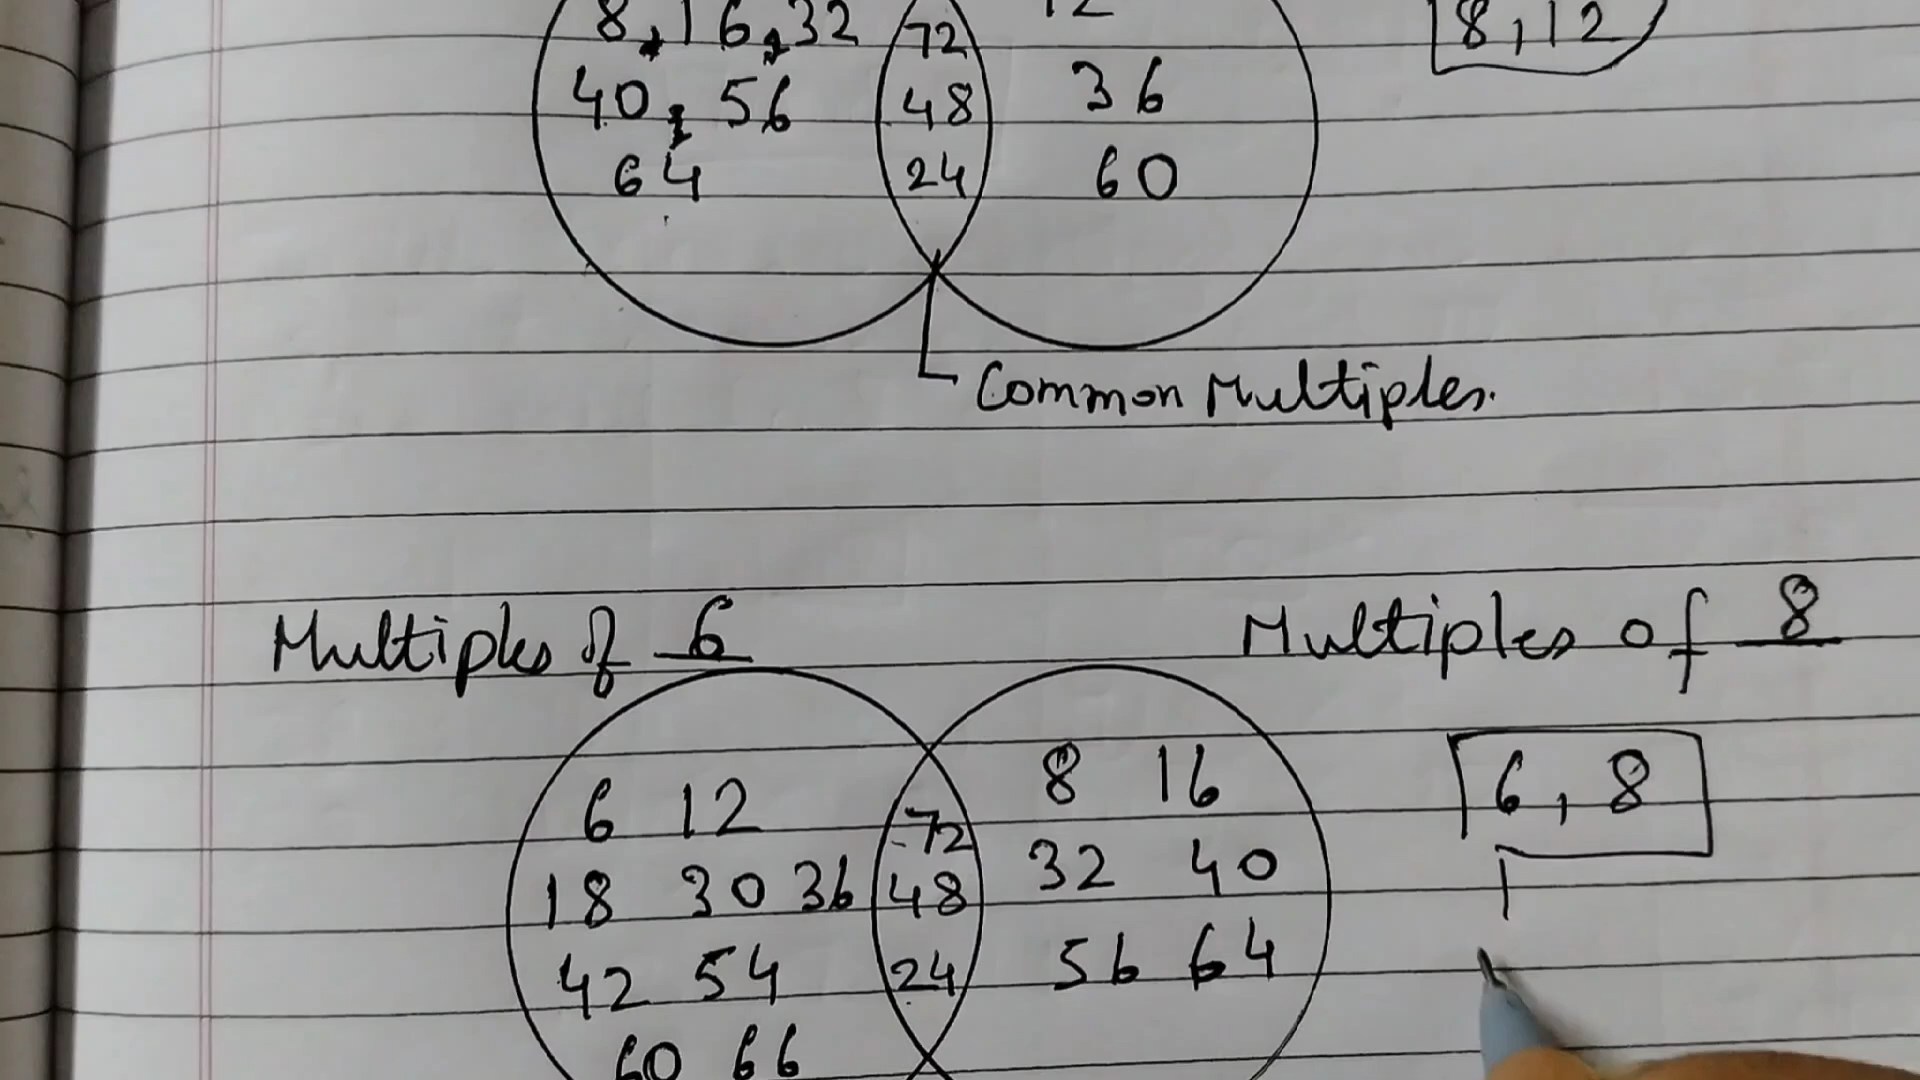 8, 16, 32 72 12 8, 12
40, 56 48 36
64 24 60
Common Multiples.
Multiples of 6 Multiples of 8
6 12 72 8 16 6, 8
18 30 36 48 32 40
42 54 24 56 64
60 66